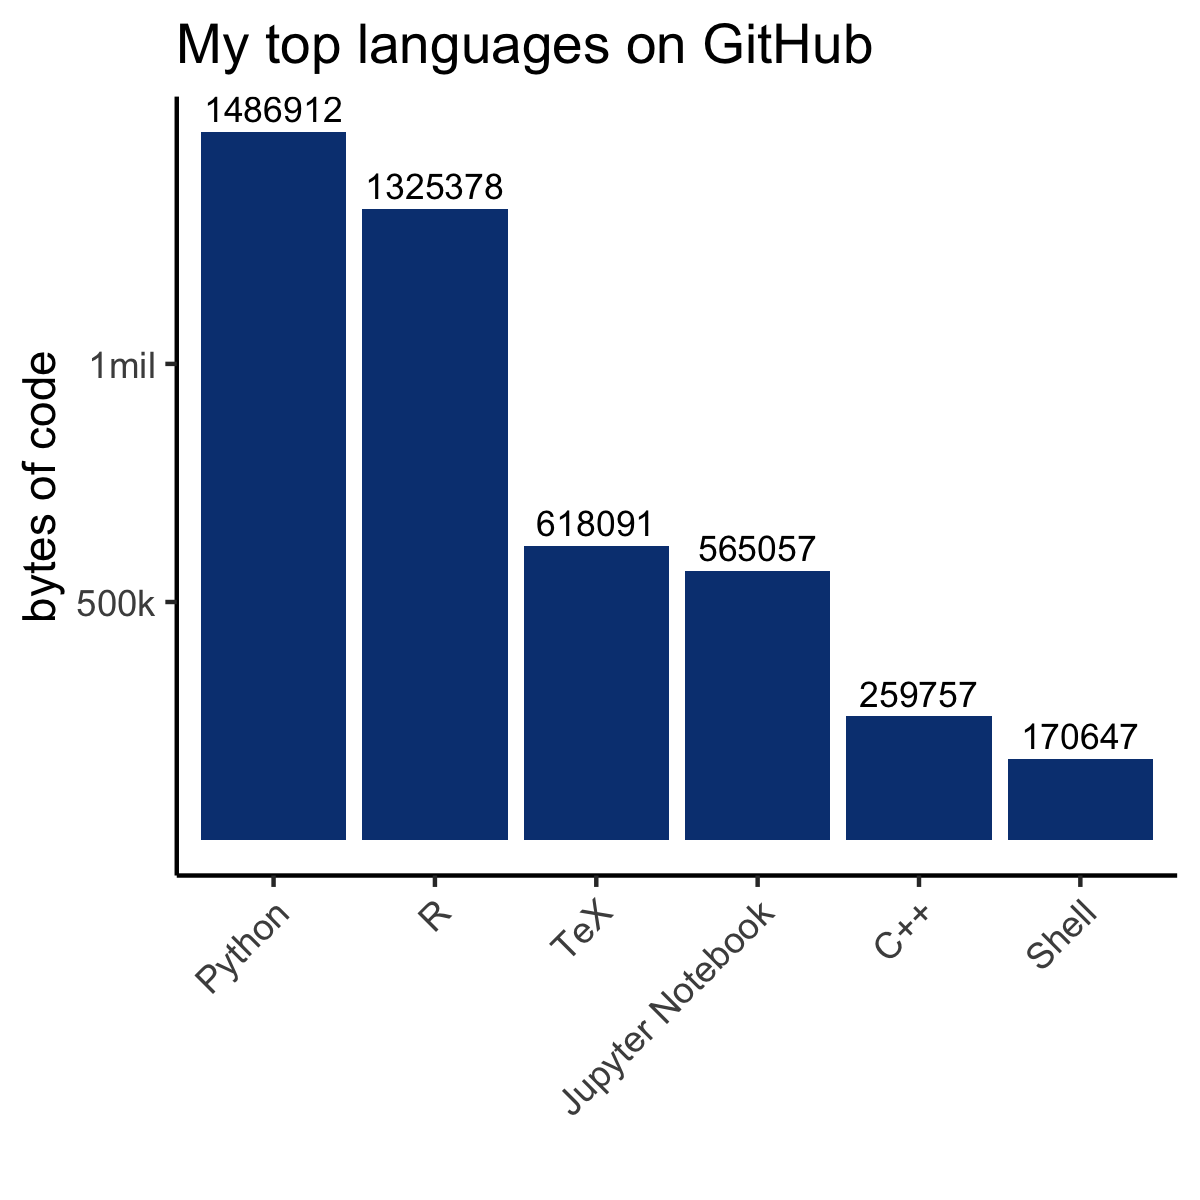 My top languages on GitHub
1486912
1325378
618091
565057
259757
170647
1mil
500k
bytes of code
Python
R
TeX
Jupyter Notebook
C++
Shell